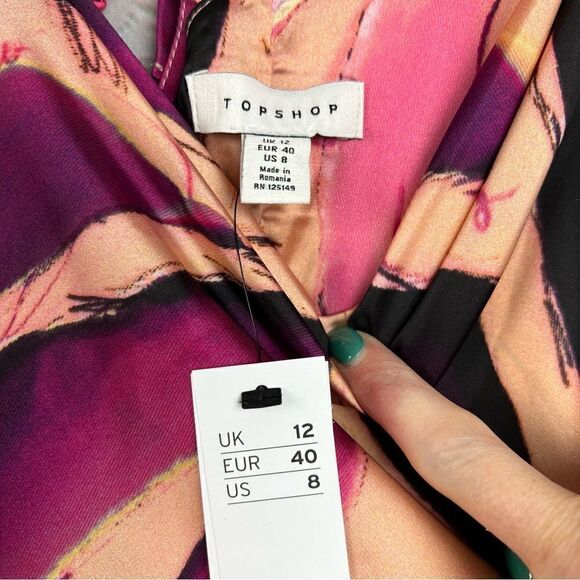 TOPSHOP
UK 12
EUR 40
US 8
Made in
Romania
RN 125149
UK 12
EUR 40
US 8